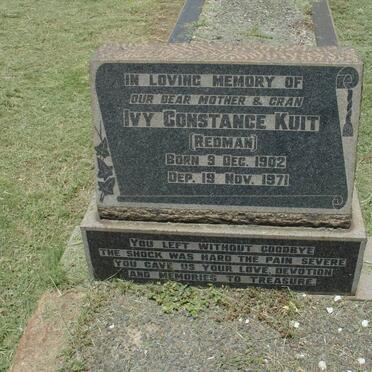 IN LOVING MEMORY OF
OUR DEAR MOTHER & GRAN
IVY CONSTANCE KUIT
(REDMAN)
BORN 9 DEC. 1902
DEP. 19 NOV. 1971
YOU LEFT WITHOUT GOODBYE
THE SHOCK WAS HARD THE PAIN SEVERE
YOU GAVE US YOUR LOVE, DEVOTION
AND MEMORIES TO TREASURE